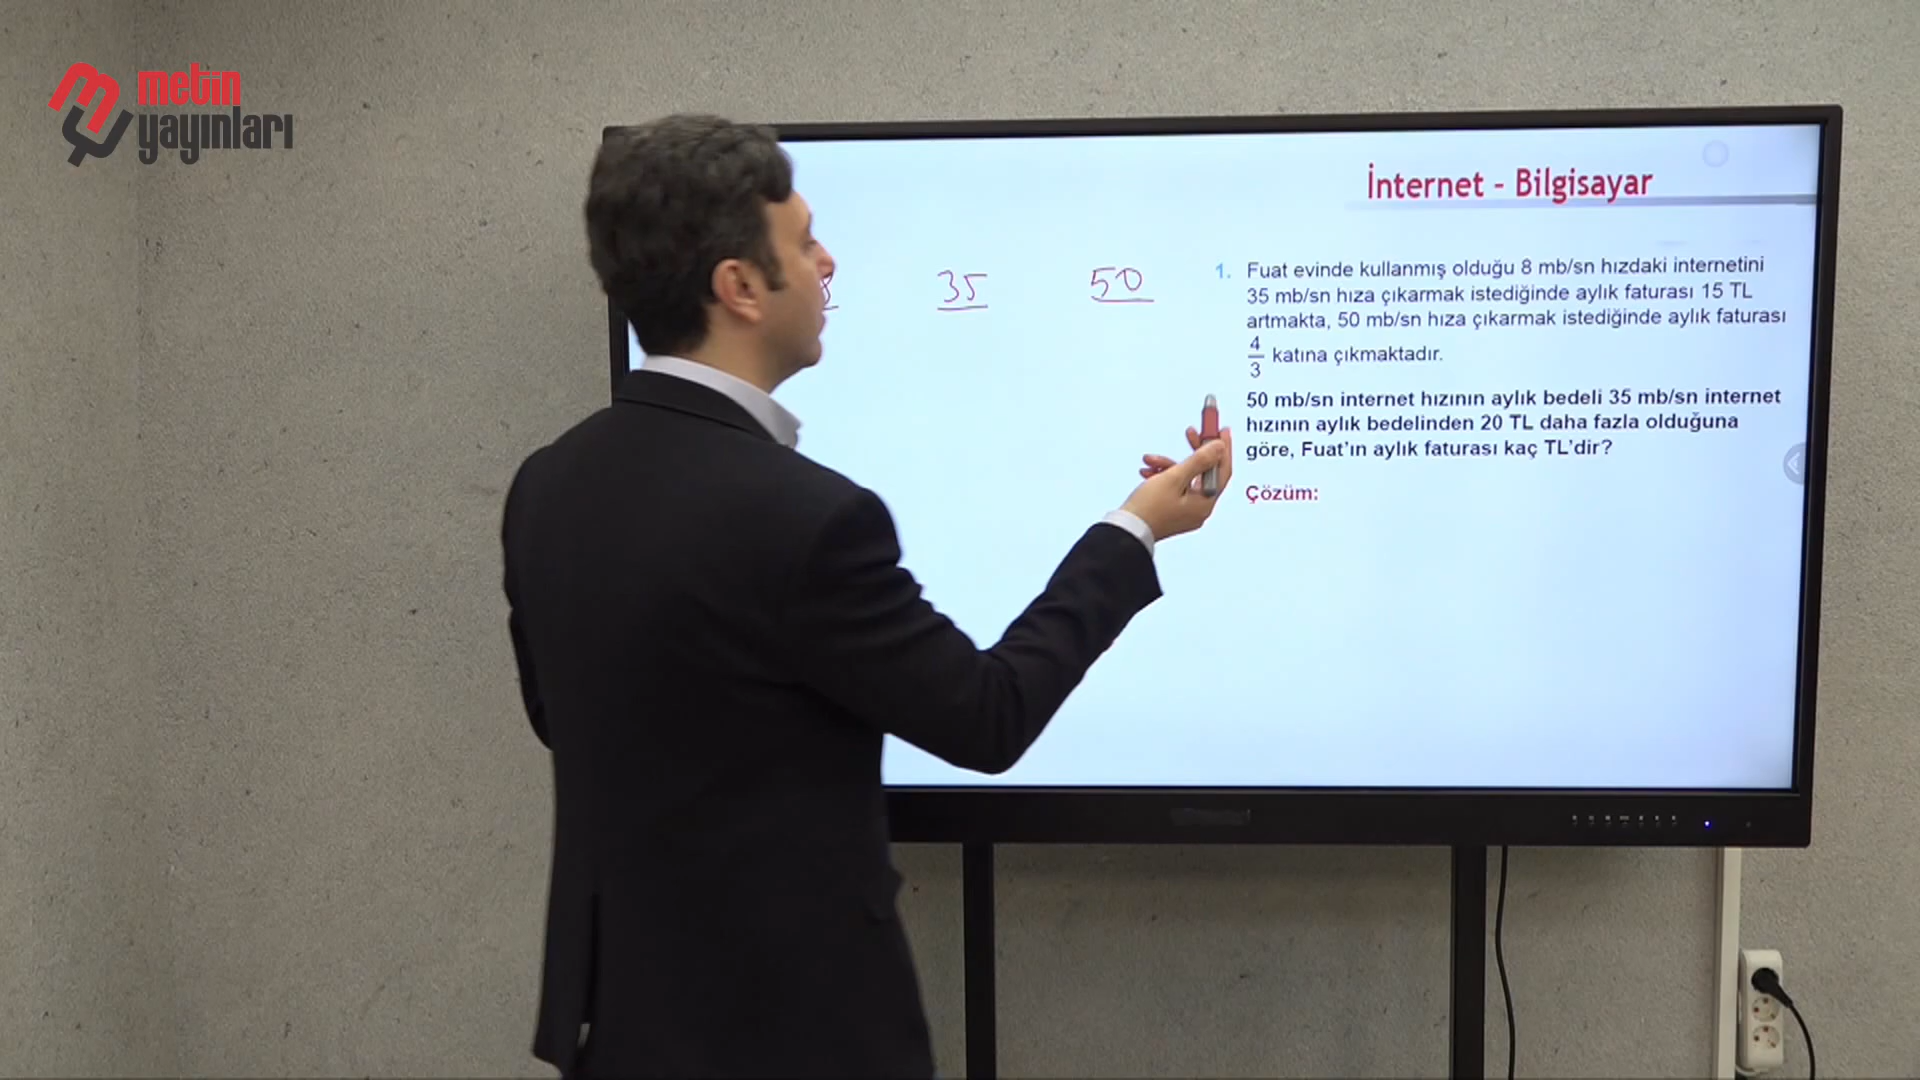 metin
yayınları
İnternet - Bilgisayar
8 35 50
1. Fuat evinde kullanmış olduğu 8 mb/sn hızdaki internetini
35 mb/sn hıza çıkarmak istediğinde aylık faturası 15 TL
artmakta, 50 mb/sn hıza çıkarmak istediğinde aylık faturası
4/3 katına çıkmaktadır.
50 mb/sn internet hızının aylık bedeli 35 mb/sn internet
hızının aylık bedelinden 20 TL daha fazla olduğuna
göre, Fuat'ın aylık faturası kaç TL'dir?
Çözüm: